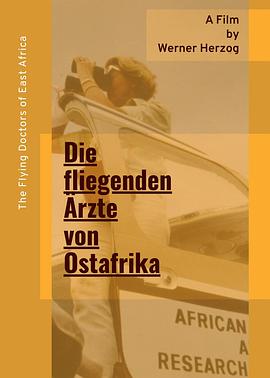 A Film
by
Werner Herzog
The Flying Doctors of East Africa
Die
fliegenden
Ärzte
von
Ostafrika
AFRICAN
A
RESEARCH